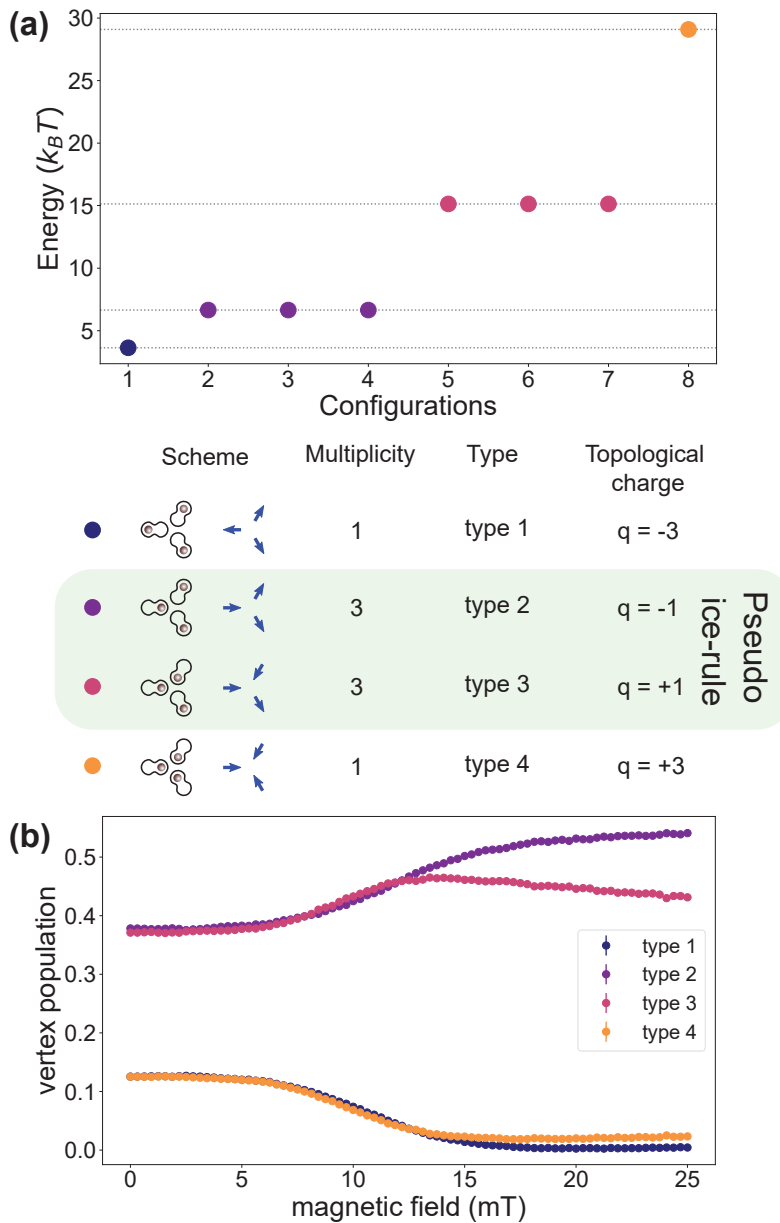 (a)
30
25
20
15
10
5
Energy (k_B T)
1 2 3 4 5 6 7 8
Configurations
Scheme Multiplicity Type Topological charge
1 type 1 q = -3
3 type 2 q = -1
3 type 3 q = +1
1 type 4 q = +3
Pseudo
ice-rule
(b)
0.5
0.4
0.3
0.2
0.1
0.0
vertex population
type 1
type 2
type 3
type 4
0 5 10 15 20 25
magnetic field (mT)